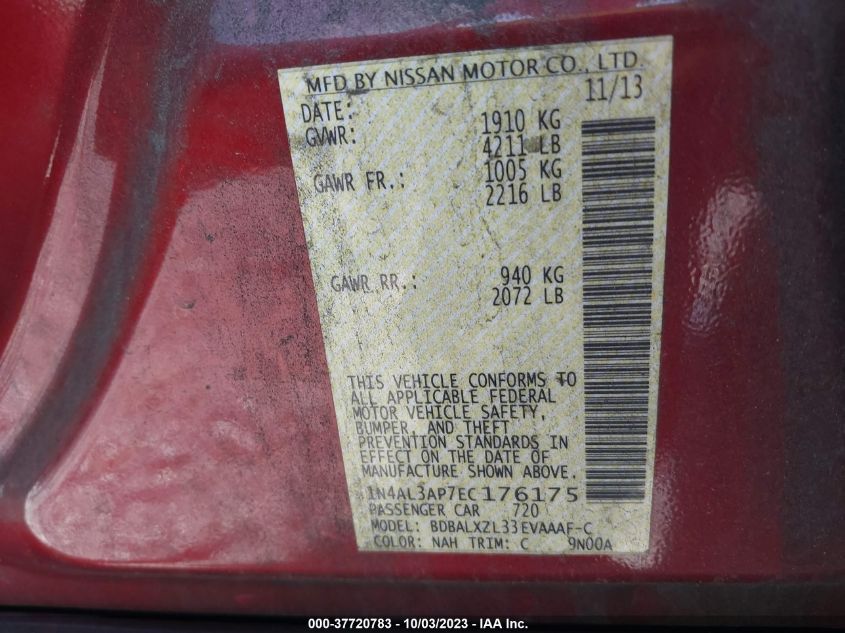 MFD BY NISSAN MOTOR CO., LTD.
DATE: 11/13
GVWR: 1910 KG
4211 LB
GAWR FR.: 1005 KG
2216 LB
GAWR RR.: 940 KG
2072 LB
THIS VEHICLE CONFORMS TO
ALL APPLICABLE FEDERAL
MOTOR VEHICLE SAFETY,
BUMPER, AND THEFT
PREVENTION STANDARDS IN
EFFECT ON THE DATE OF
MANUFACTURE SHOWN ABOVE.
1N4AL3AP7EC176175
PASSENGER CAR 720
MODEL: BDBALXZL33EVAAAF-C
COLOR: NAH TRIM: C 9N00A
000-37720783 - 10/03/2023 - IAA Inc.